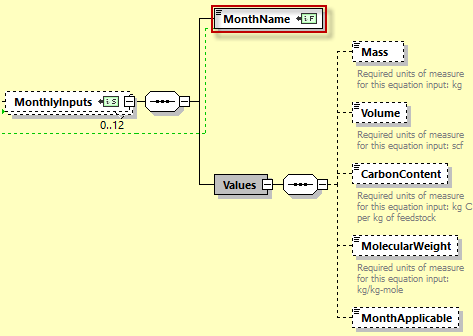 MonthName iF
MonthlyInputs iS
0..12
Values
Mass
Required units of measure
for this equation input: kg
Volume
Required units of measure
for this equation input: scf
CarbonContent
Required units of measure
for this equation input: kg C
per kg of feedstock
MolecularWeight
Required units of measure
for this equation input:
kg/kg-mole
MonthApplicable